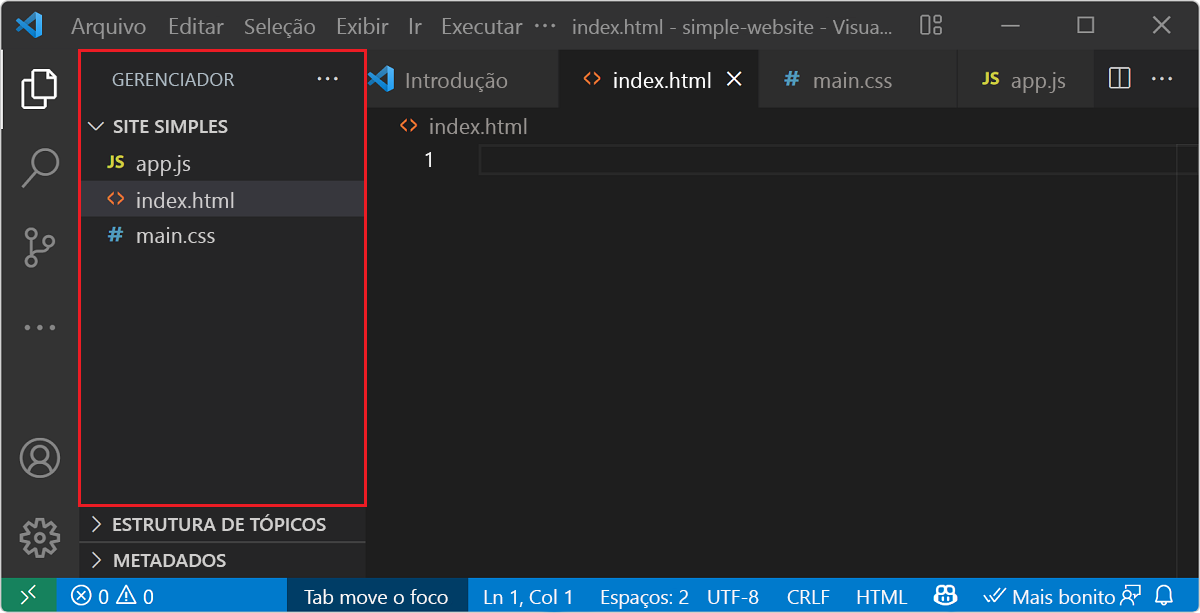 Arquivo Editar Seleção Exibir Ir Executar ··· index.html - simple-website - Visua...
GERENCIADOR ···
Introdução <> index.html × # main.css JS app.js ···
SITE SIMPLES
JS app.js
<> index.html
# main.css
<> index.html
1
ESTRUTURA DE TÓPICOS
METADADOS
0 0 Tab move o foco Ln 1, Col 1 Espaços: 2 UTF-8 CRLF HTML Mais bonito